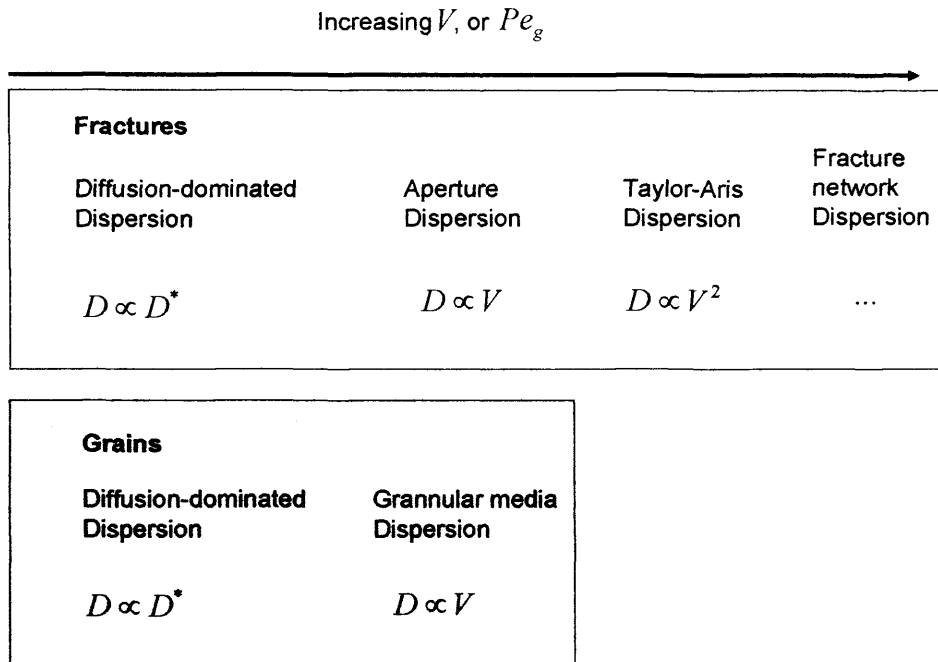 Increasing V, or Pe_g
Fractures
Diffusion-dominated
Dispersion
D ∝ D*
Aperture
Dispersion
D ∝ V
Taylor-Aris
Dispersion
D ∝ V²
Fracture
network
Dispersion
...
Grains
Diffusion-dominated
Dispersion
D ∝ D*
Grannular media
Dispersion
D ∝ V